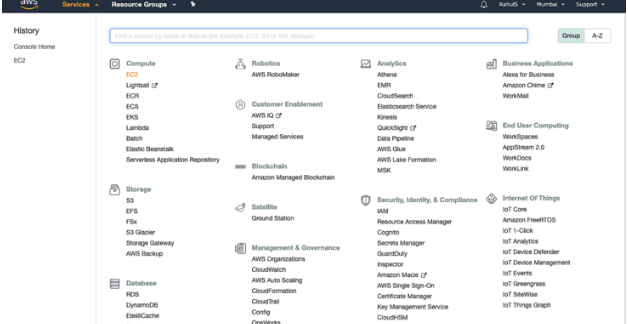 aws
Services
Resource Groups
RahulS
Mumbai
Support
History
Console Home
EC2
Find a service by name or feature (for example, EC2, S3 or VM, storage).
Group
A-Z
Compute
EC2
Lightsail
ECR
ECS
EKS
Lambda
Batch
Elastic Beanstalk
Serverless Application Repository
Storage
S3
EFS
FSx
S3 Glacier
Storage Gateway
AWS Backup
Database
RDS
DynamoDB
ElastiCache
Robotics
AWS RoboMaker
Customer Enablement
AWS IQ
Support
Managed Services
Blockchain
Amazon Managed Blockchain
Satellite
Ground Station
Management & Governance
AWS Organizations
CloudWatch
AWS Auto Scaling
CloudFormation
CloudTrail
Config
OpsWorks
Analytics
Athena
EMR
CloudSearch
Elasticsearch Service
Kinesis
QuickSight
Data Pipeline
AWS Glue
AWS Lake Formation
MSK
Security, Identity, & Compliance
IAM
Resource Access Manager
Cognito
Secrets Manager
GuardDuty
Inspector
Amazon Macie
AWS Single Sign-On
Certificate Manager
Key Management Service
CloudHSM
Business Applications
Alexa for Business
Amazon Chime
WorkMail
End User Computing
WorkSpaces
AppStream 2.0
WorkDocs
WorkLink
Internet Of Things
IoT Core
Amazon FreeRTOS
IoT 1-Click
IoT Analytics
IoT Device Defender
IoT Device Management
IoT Events
IoT Greengrass
IoT SiteWise
IoT Things Graph